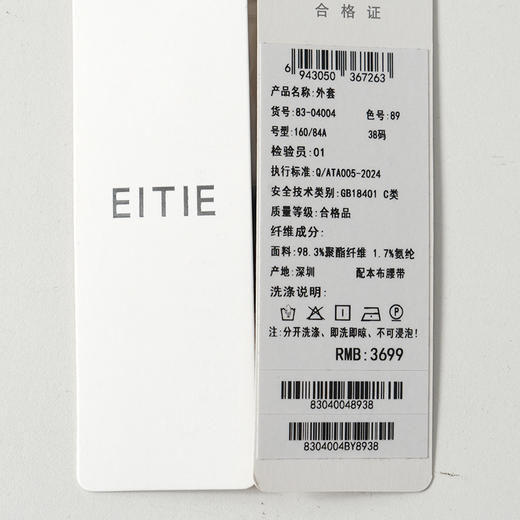 EITIE
合格证
6 943050 367263
产品名称:外套
货号:83-04004 色号:89
号型:160/84A 38码
检验员:01
执行标准:Q/ATA005-2024
安全技术类别:GB18401 C类
质量等级:合格品
纤维成分:
面料:98.3%聚酯纤维 1.7%氨纶
产地:深圳 配本布腰带
洗涤说明:
注:分开洗涤、即洗即晾、不可浸泡!
RMB:3699
83040048938
8304004BY8938